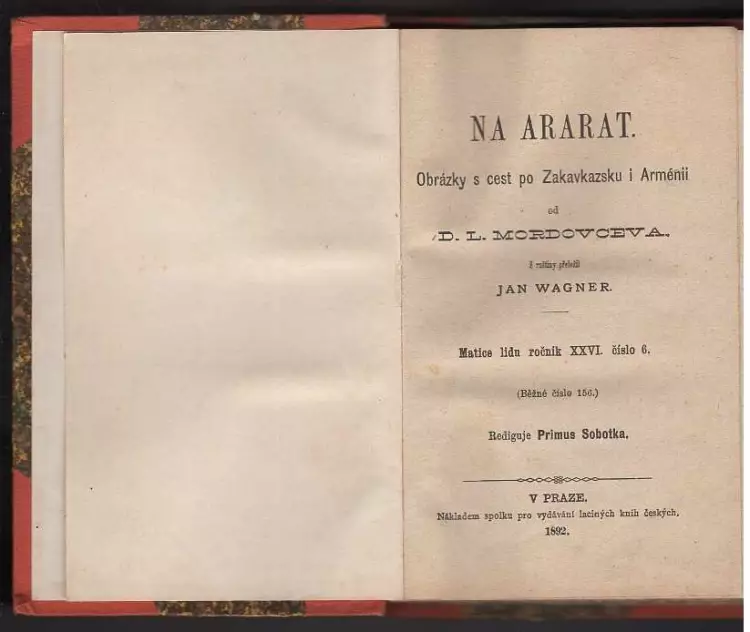 NA ARARAT.
Obrázky s cest po Zakavkazsku i Arménii
od
D. L. MORDOVCEVA.
Z ruštiny přeložil
JAN WAGNER.
Matice lidu ročník XXVI. číslo 6.
(Běžné číslo 156.)
Rediguje Primus Sobotka.
V PRAZE.
Nákladem spolku pro vydávání laciných knih českých.
1892.